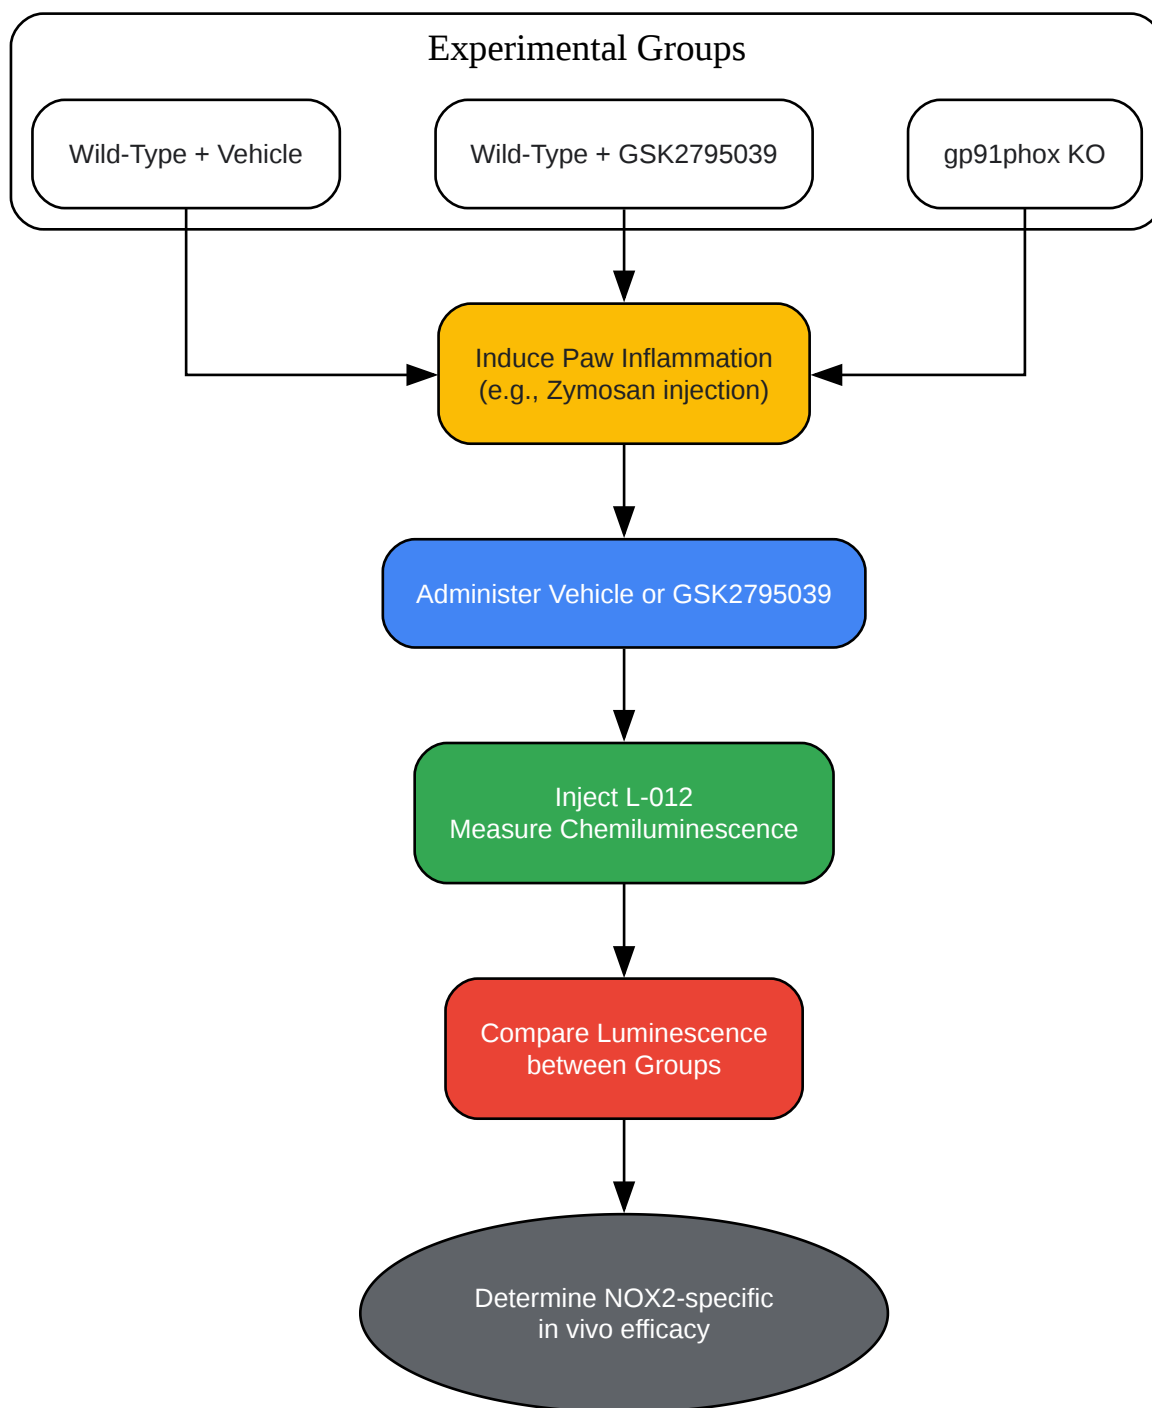 Experimental Groups
Wild-Type + Vehicle
Wild-Type + GSK2795039
gp91phox KO
Induce Paw Inflammation
(e.g., Zymosan injection)
Administer Vehicle or GSK2795039
Inject L-012
Measure Chemiluminescence
Compare Luminescence
between Groups
Determine NOX2-specific
in vivo efficacy